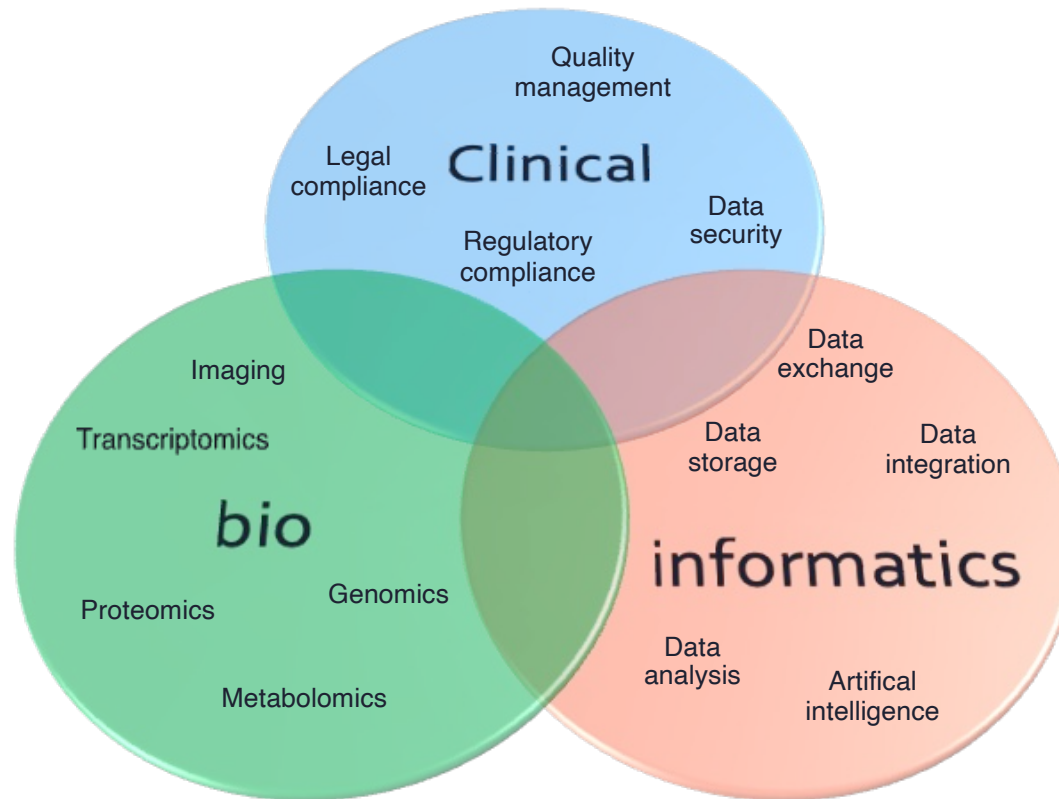 Quality
management
Clinical
Legal
compliance
Data
security
Regulatory
compliance
Imaging
Transcriptomics
bio
Proteomics
Genomics
Metabolomics
Data
exchange
Data
storage
Data
integration
informatics
Data
analysis
Artifical
intelligence